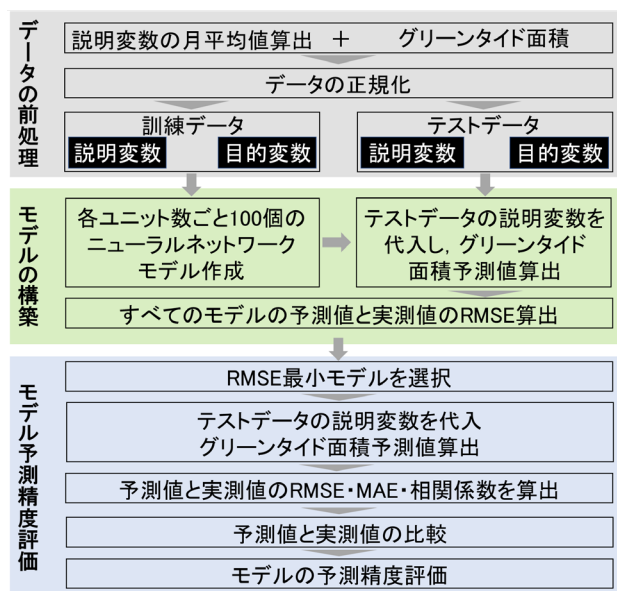 データの前処理
説明変数の月平均値算出 + グリーンタイド面積
データの正規化
訓練データ
説明変数 目的変数
テストデータ
説明変数 目的変数
モデルの構築
各ユニット数ごと100個の
ニューラルネットワーク
モデル作成
テストデータの説明変数を
代入し,グリーンタイド
面積予測値算出
すべてのモデルの予測値と実測値のRMSE算出
モデル予測精度評価
RMSE最小モデルを選択
テストデータの説明変数を代入
グリーンタイド面積予測値算出
予測値と実測値のRMSE・MAE・相関係数を算出
予測値と実測値の比較
モデルの予測精度評価